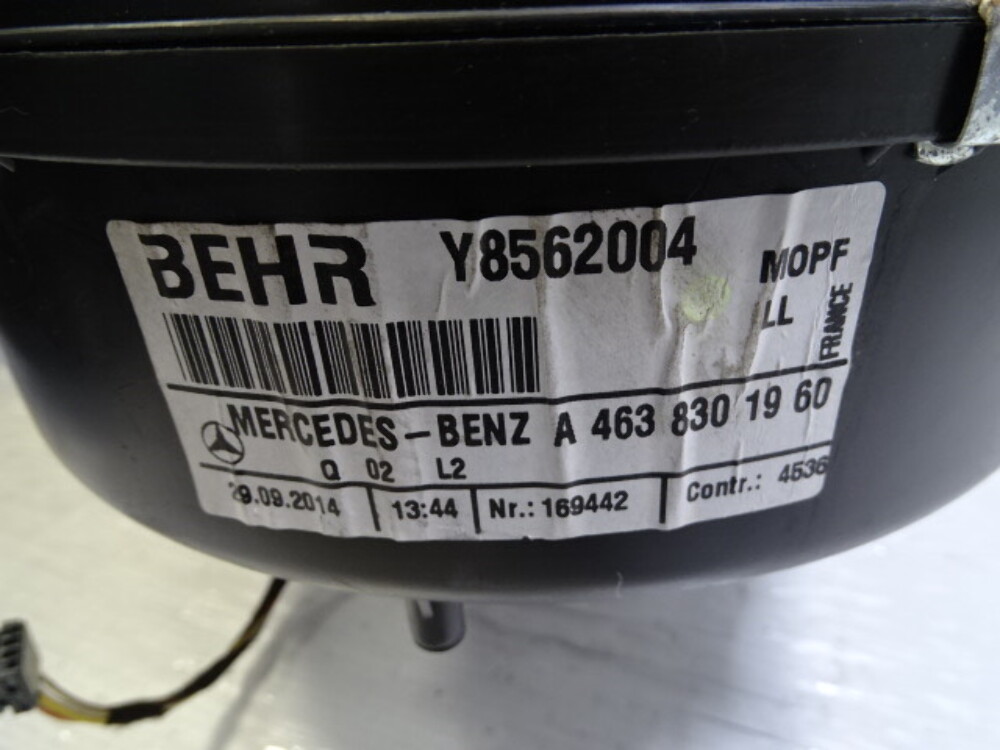 BEHR Y8562004 MOPF
LL
FRANCE
MERCEDES-BENZ A 463 830 19 60
Q 02 L2
29.09.2014 13:44 Nr.: 169442 Contr.: 4536